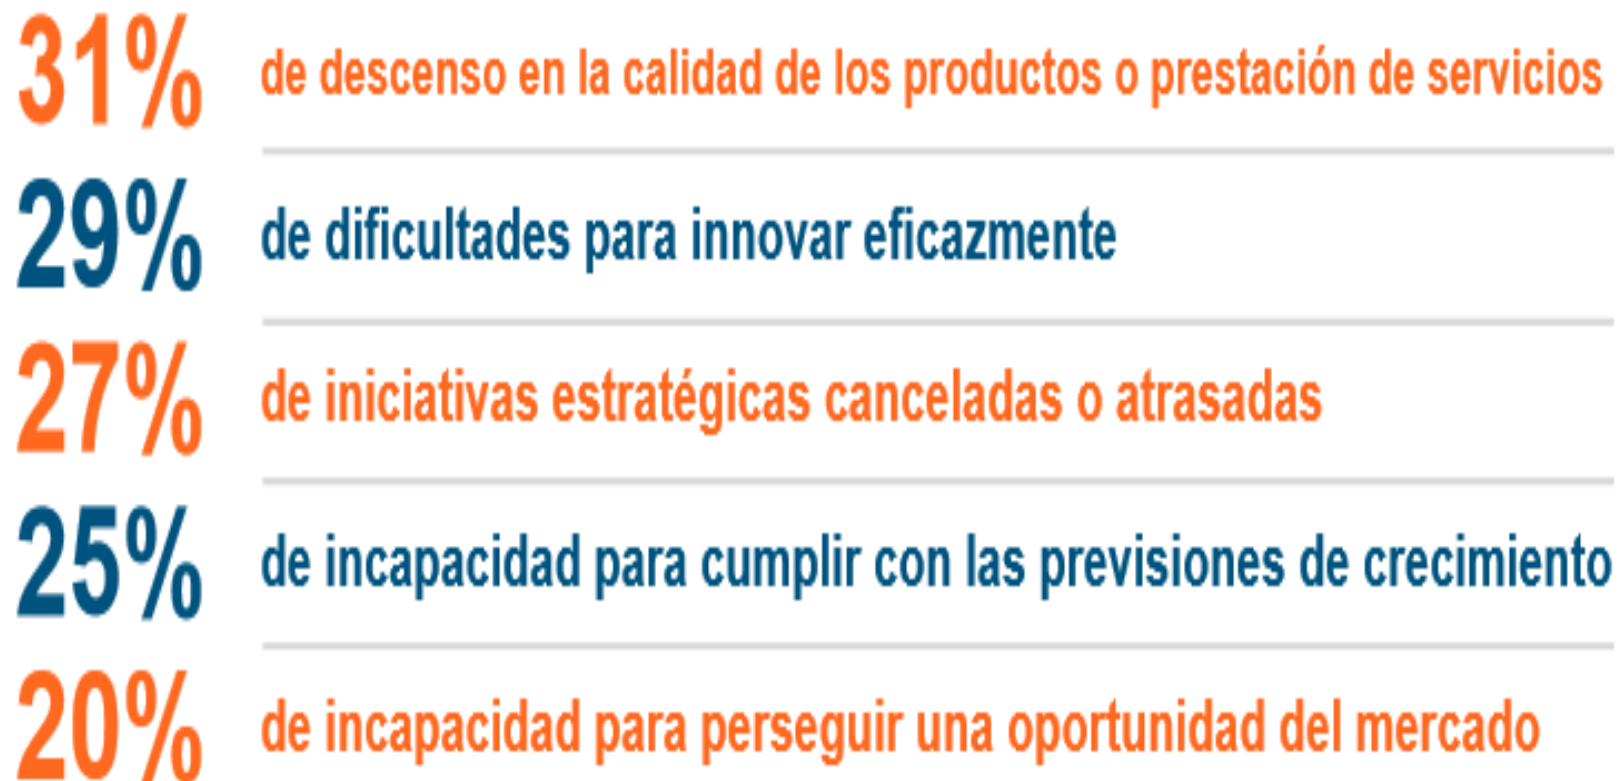 31% de descenso en la calidad de los productos o prestación de servicios
29% de dificultades para innovar eficazmente
27% de iniciativas estratégicas canceladas o atrasadas
25% de incapacidad para cumplir con las previsiones de crecimiento
20% de incapacidad para perseguir una oportunidad del mercado